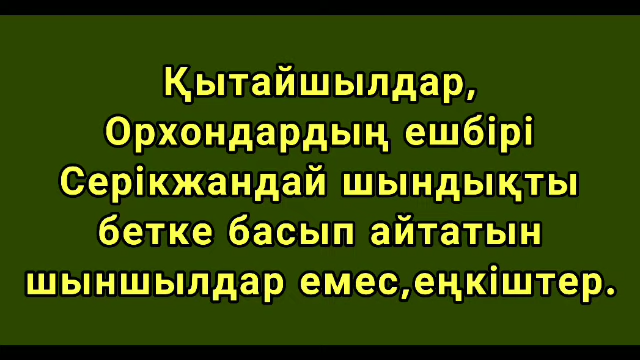 Қытайшылдар,
Орхондардың ешбірі
Серікжандай шындықты
бетке басып айтатын
шыншылдар емес,еңкіштер.